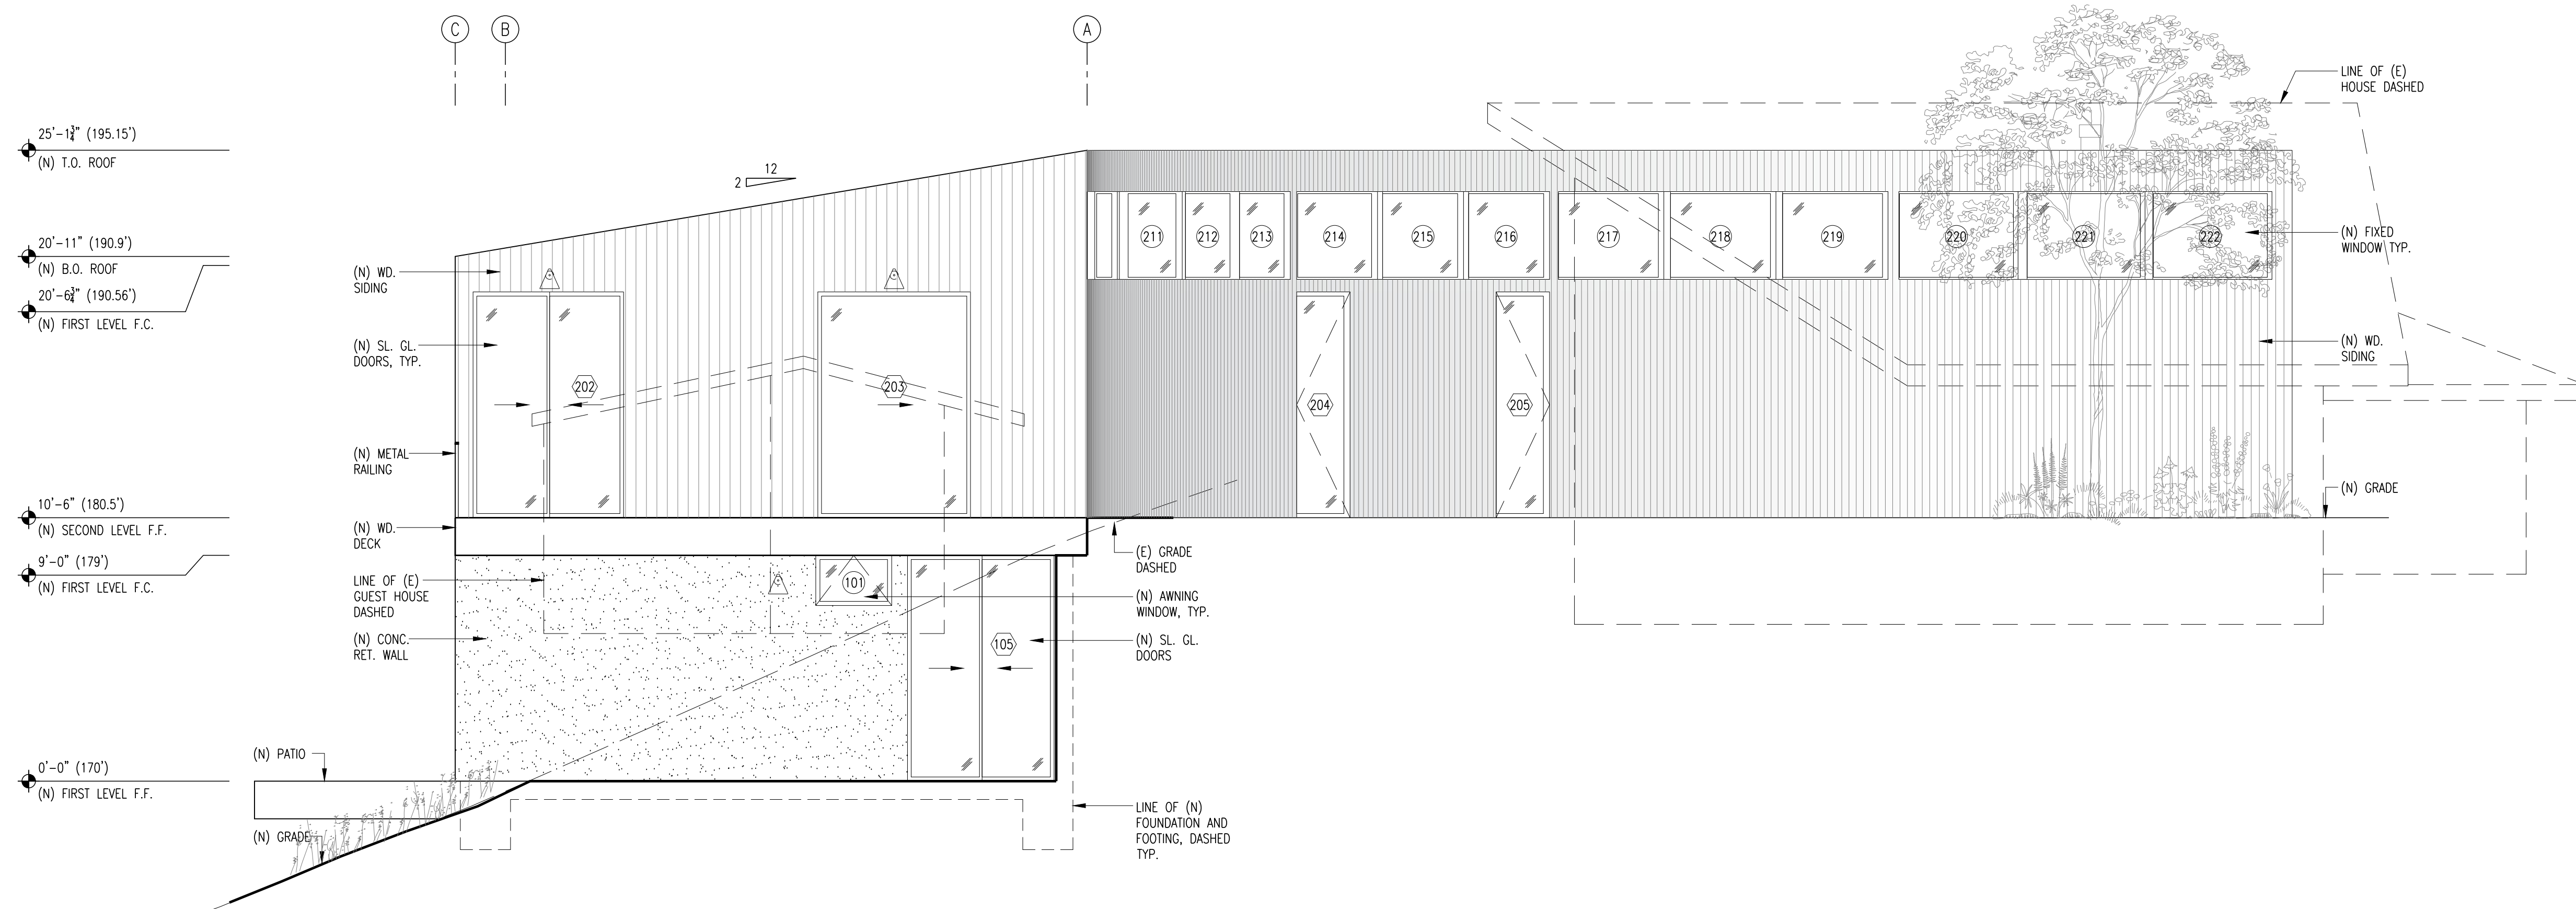 C
B
A
25'-1 3/4" (195.15')
(N) T.O. ROOF
20'-11" (190.9')
(N) B.O. ROOF
20'-6 3/4" (190.56')
(N) FIRST LEVEL F.C.
10'-6" (180.5')
(N) SECOND LEVEL F.F.
9'-0" (179')
(N) FIRST LEVEL F.C.
0'-0" (170')
(N) FIRST LEVEL F.F.
(N) WD.
SIDING
(N) SL. GL.
DOORS, TYP.
(N) METAL
RAILING
(N) WD.
DECK
LINE OF (E)
GUEST HOUSE
DASHED
(N) CONC.
RET. WALL
(N) PATIO
(N) GRADE
12
2
202
203
101
105
211
212
213
214
215
216
217
218
219
220
221
222
204
205
(E) GRADE
DASHED
(N) AWNING
WINDOW, TYP.
(N) SL. GL.
DOORS
LINE OF (N)
FOUNDATION AND
FOOTING, DASHED
TYP.
LINE OF (E)
HOUSE DASHED
(N) FIXED
WINDOW TYP.
(N) WD.
SIDING
(N) GRADE